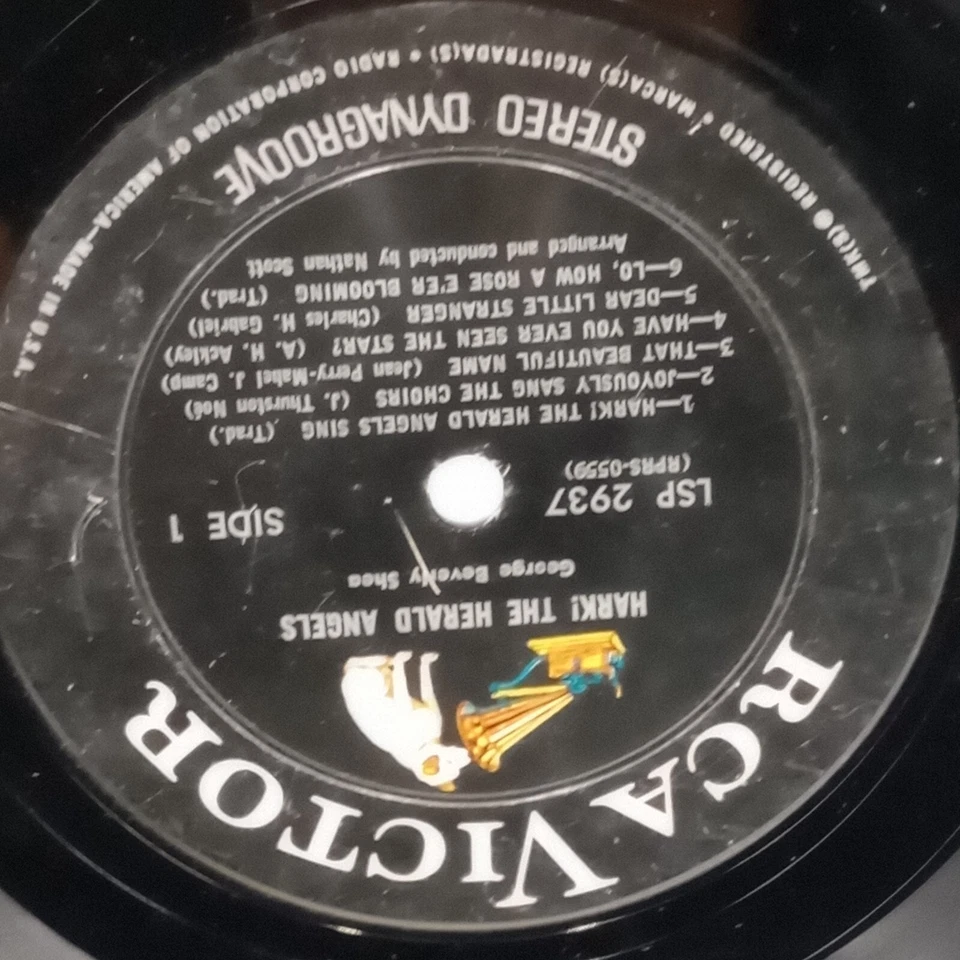 RCA VICTOR
HARK! THE HERALD ANGELS
George Beverly Shea
LSP 2937
(RPRS-0559)
SIDE 1
1—HARK! THE HERALD ANGELS SING (Trad.)
2—JOYOUSLY SANG THE CHOIRS (J. Thurston Noé)
3—THAT BEAUTIFUL NAME (Jean Perry-Mabel J. Camp)
4—HAVE YOU EVER SEEN THE STAR? (A. H. Ackley)
5—DEAR LITTLE STRANGER (Charles H. Gabriel)
6—LO, HOW A ROSE E'ER BLOOMING (Trad.)
Arranged and conducted by Nathan Scott
STEREO DYNAGROOVE
TMK(S) ® REGISTERED • MARCA(S) REGISTRADA(S) • RADIO CORPORATION OF AMERICA—MADE IN U.S.A.